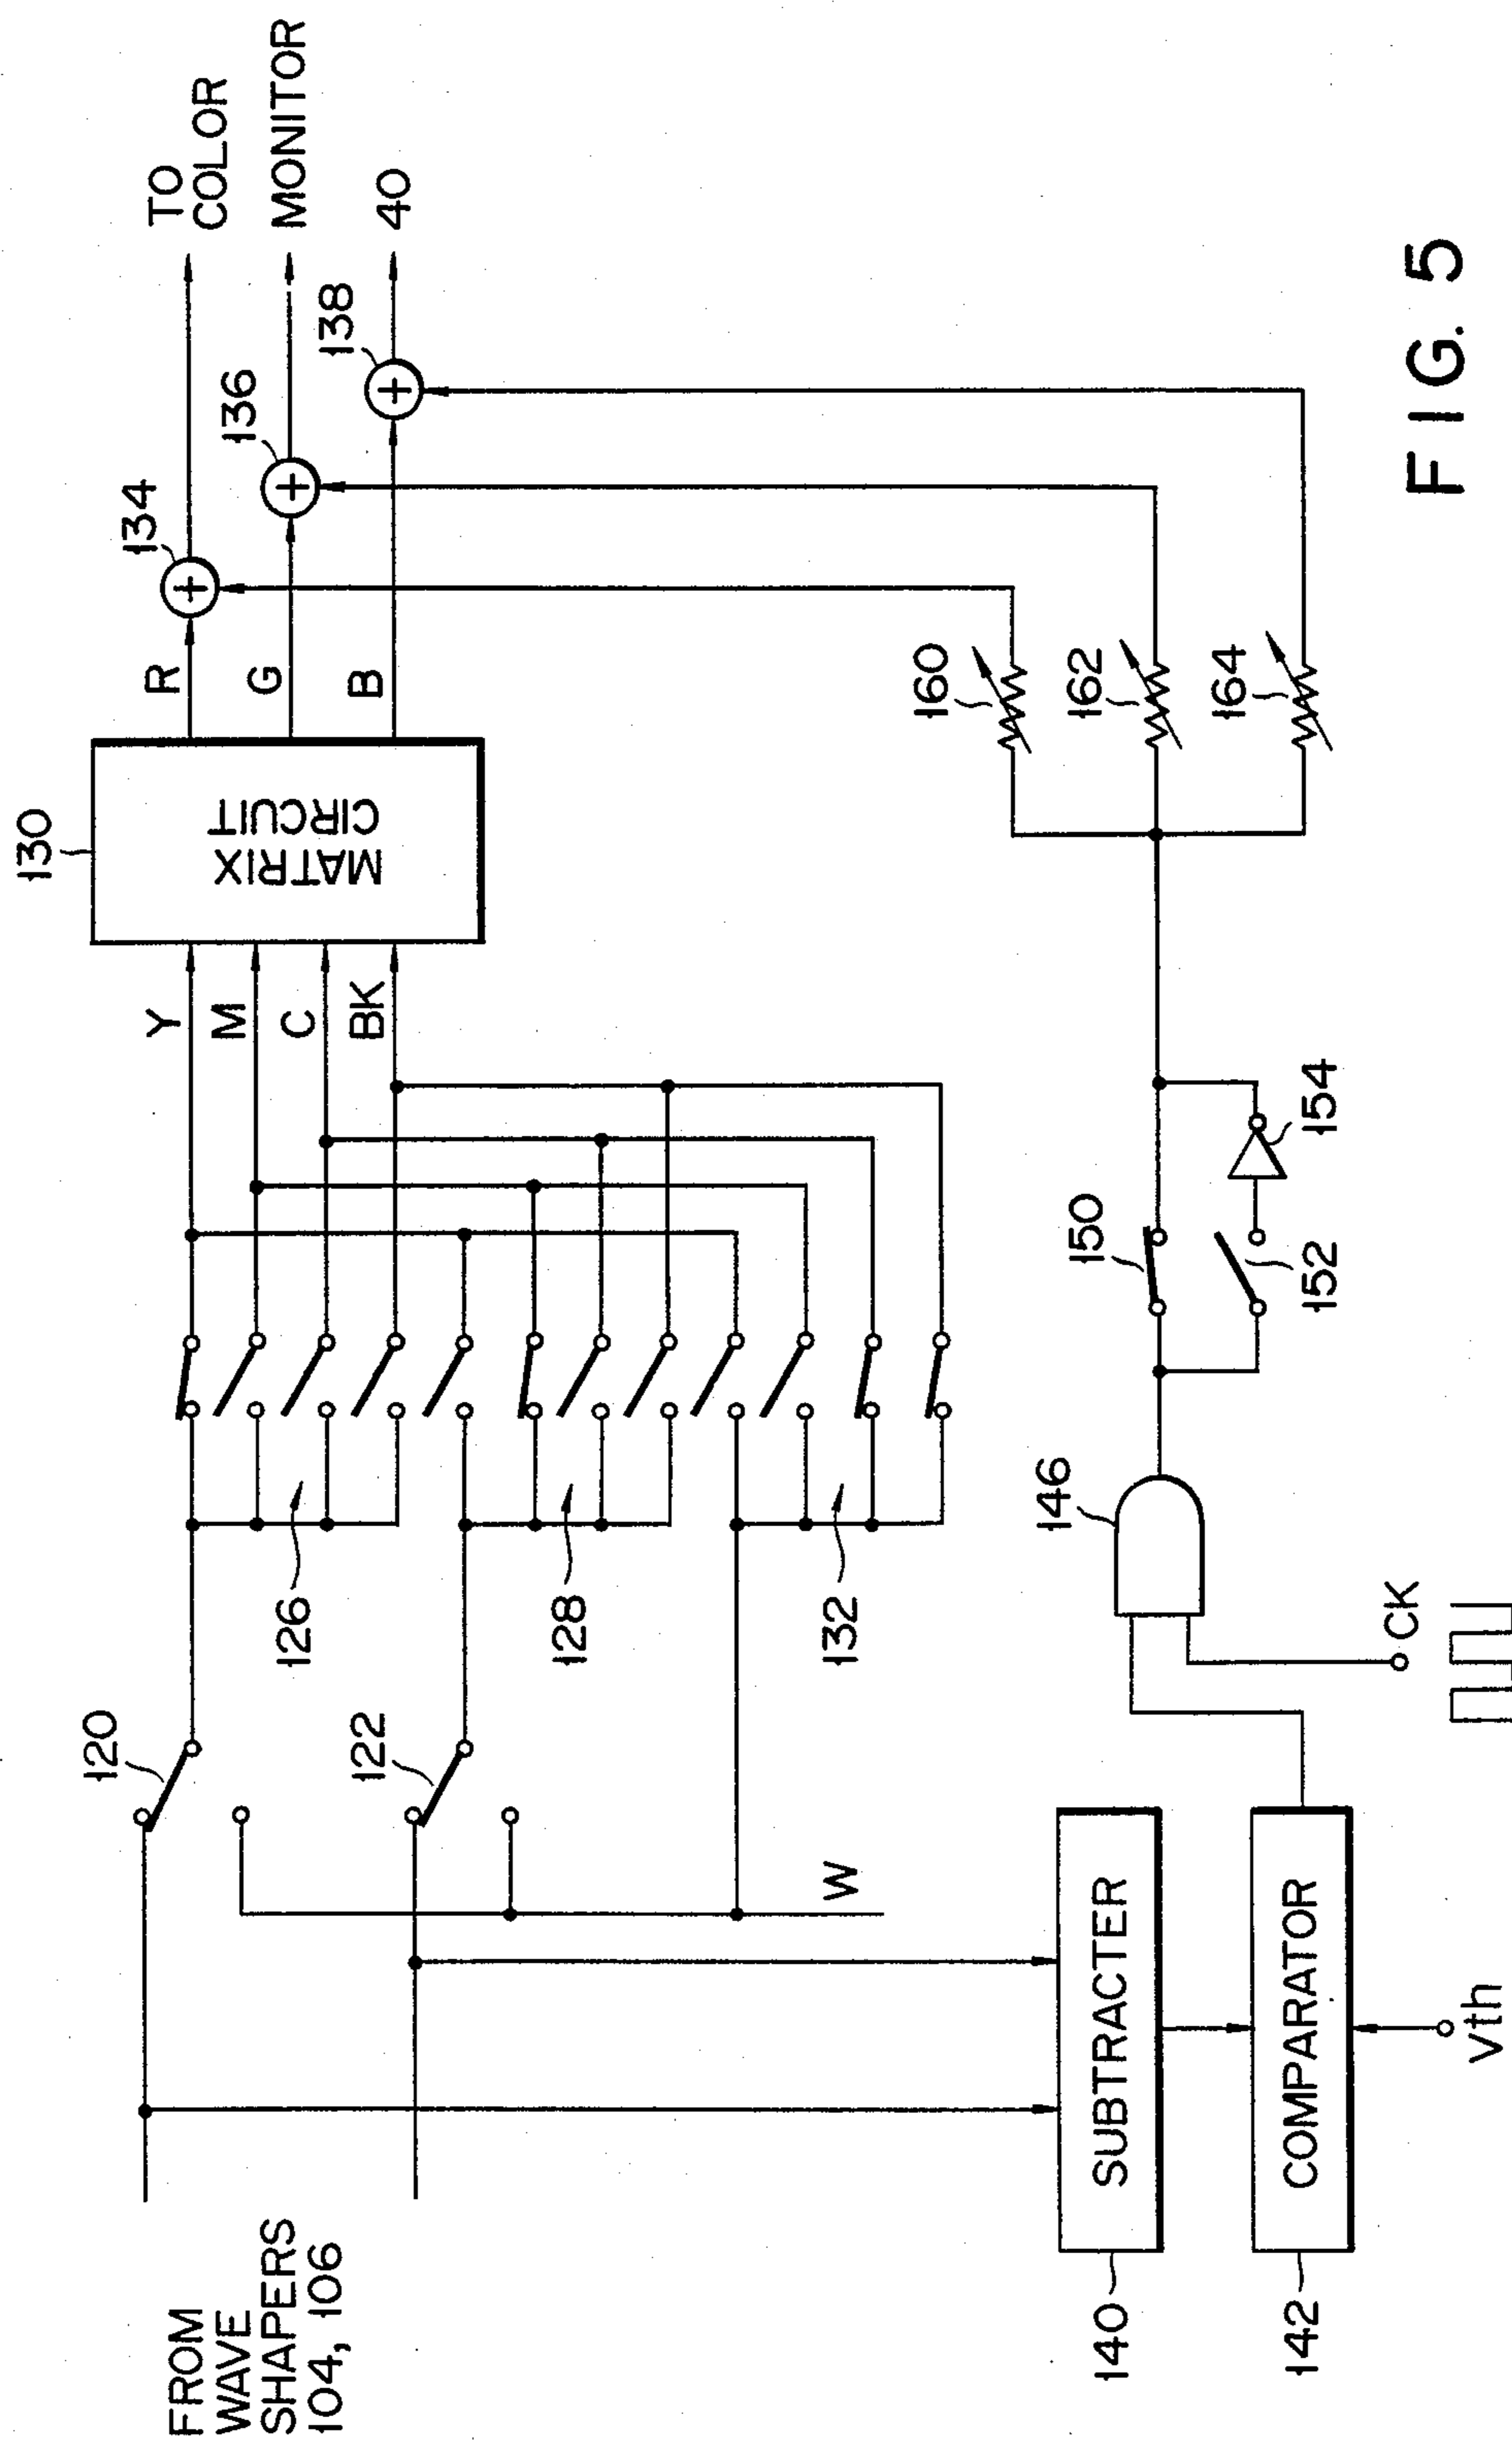 FROM
WAVE
SHAPERS
104, 106
120
122
W
126
128
132
Y
M
C
BK
130
MATRIX
CIRCUIT
R
G
B
134
136
138
TO
COLOR
MONITOR
40
140
SUBTRACTER
142
COMPARATOR
Vth
CK
146
150
152
154
160
162
164
FIG. 5